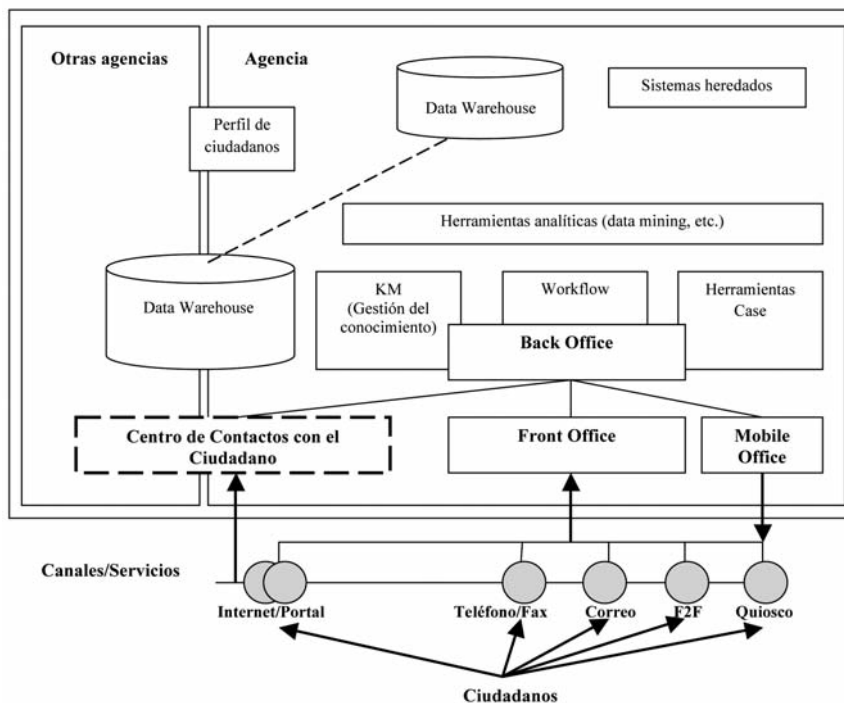 Otras agencias
Agencia
Data Warehouse
Sistemas heredados
Perfil de
ciudadanos
Herramientas analíticas (data mining, etc.)
Data Warehouse
KM
(Gestión del
conocimiento)
Workflow
Herramientas
Case
Back Office
Centro de Contactos con el
Ciudadano
Front Office
Mobile
Office
Canales/Servicios
Internet/Portal
Teléfono/Fax
Correo
F2F
Quiosco
Ciudadanos